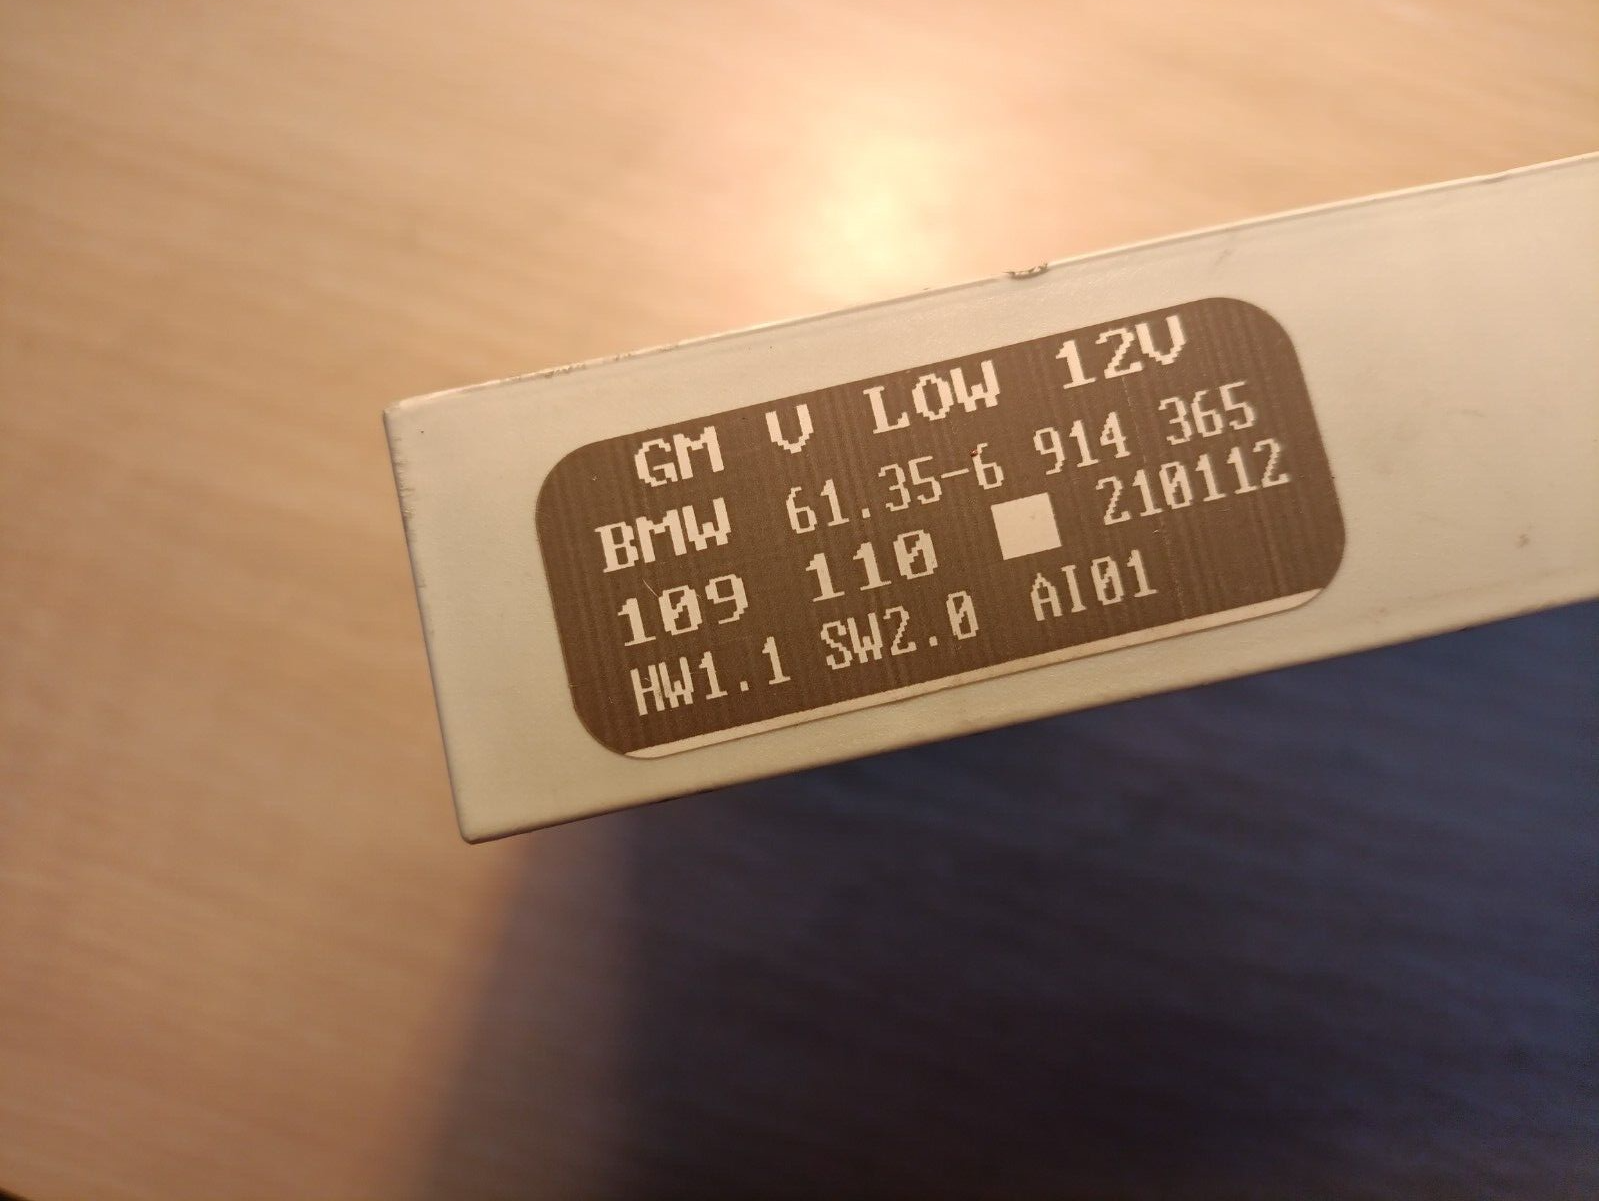 GM V LOW 12V
BMW 61.35-6 914 365
109 110 210112
HW1.1 SW2.0 AI01